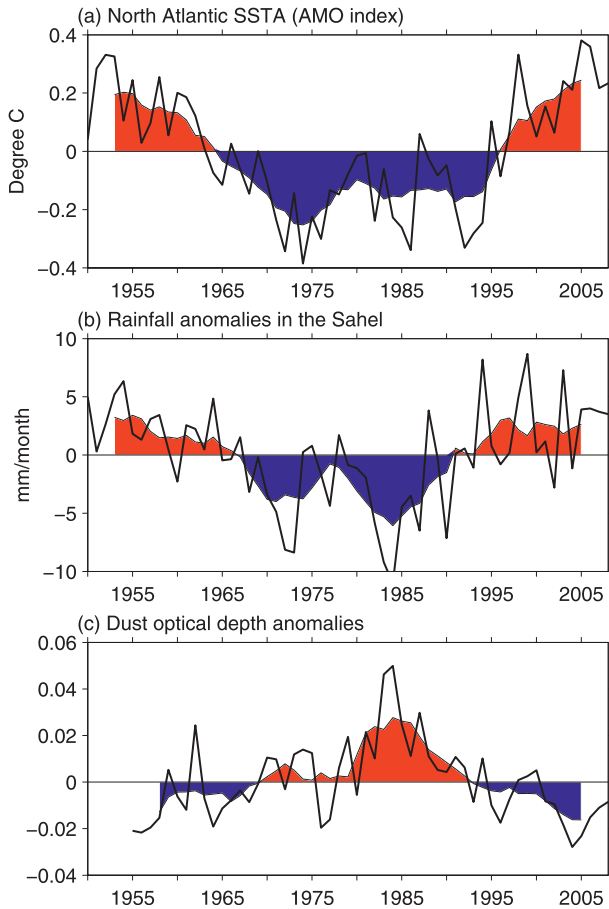 (a) North Atlantic SSTA (AMO index)
0.4
0.2
0
−0.2
−0.4
Degree C
1955 1965 1975 1985 1995 2005
(b) Rainfall anomalies in the Sahel
10
5
0
−5
−10
mm/month
1955 1965 1975 1985 1995 2005
(c) Dust optical depth anomalies
0.06
0.04
0.02
0
−0.02
−0.04
1955 1965 1975 1985 1995 2005